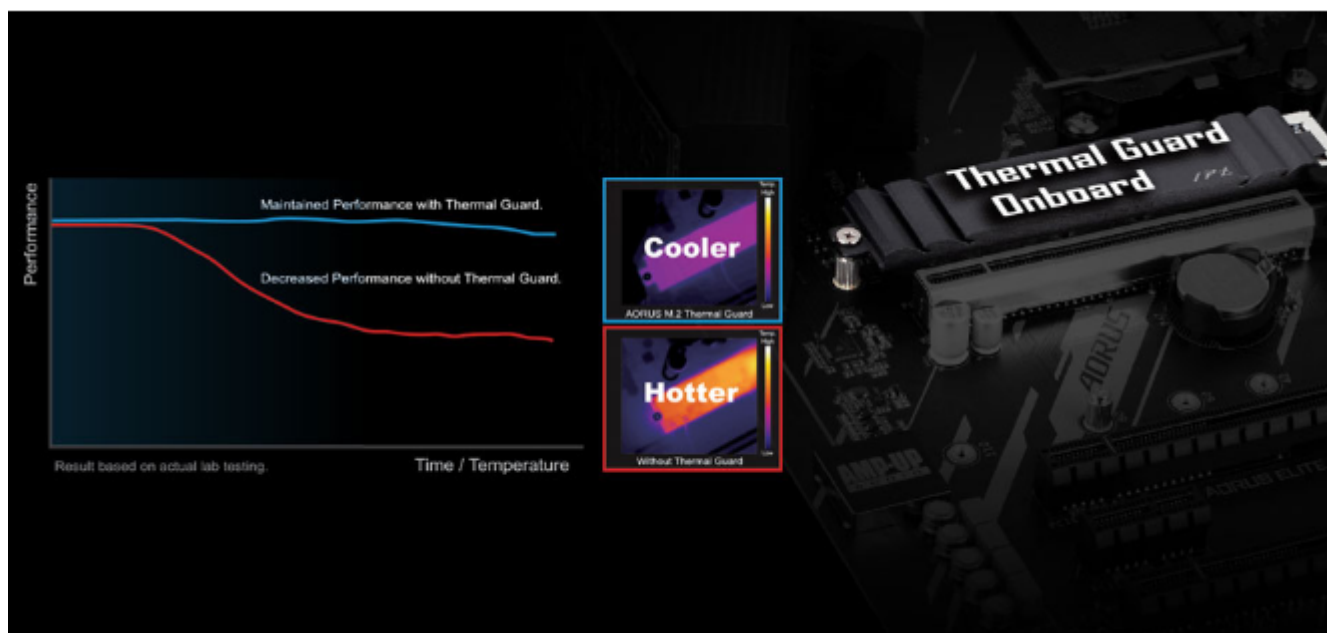 Performance
Maintained Performance with Thermal Guard.
Decreased Performance without Thermal Guard.
Result based on actual lab testing.
Time / Temperature
Temp.
High
Cooler
Low
AORUS M.2 Thermal Guard
Temp.
High
Hotter
Low
Without Thermal Guard
Thermal Guard
Onboard
AORUS
AMP-UP
AORUS ELITE